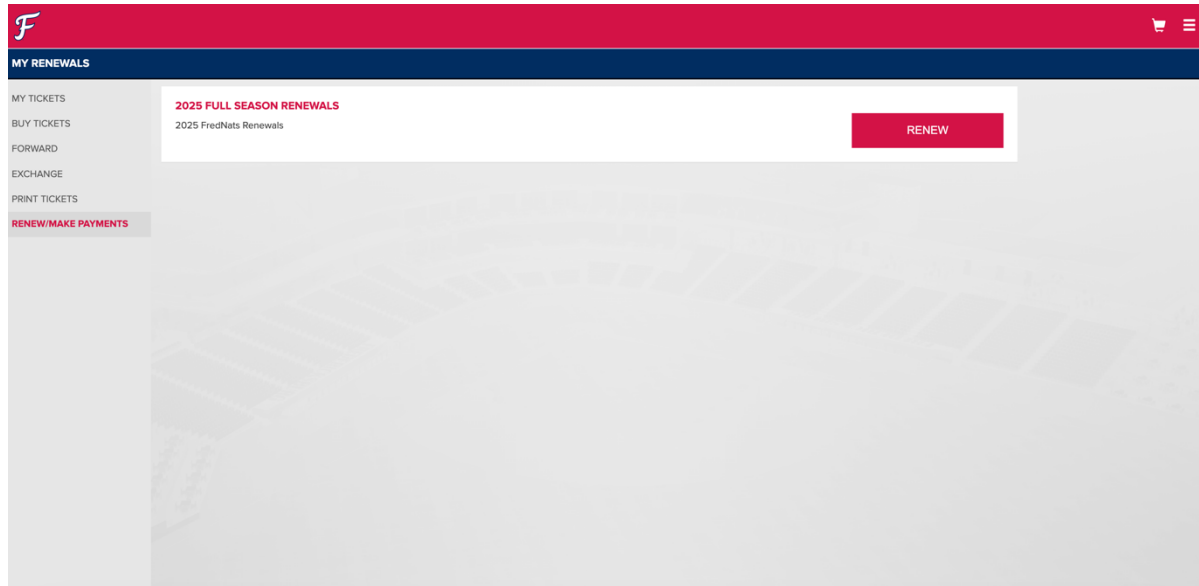 F
MY RENEWALS
MY TICKETS
BUY TICKETS
FORWARD
EXCHANGE
PRINT TICKETS
RENEW/MAKE PAYMENTS
2025 FULL SEASON RENEWALS
2025 FredNats Renewals
RENEW